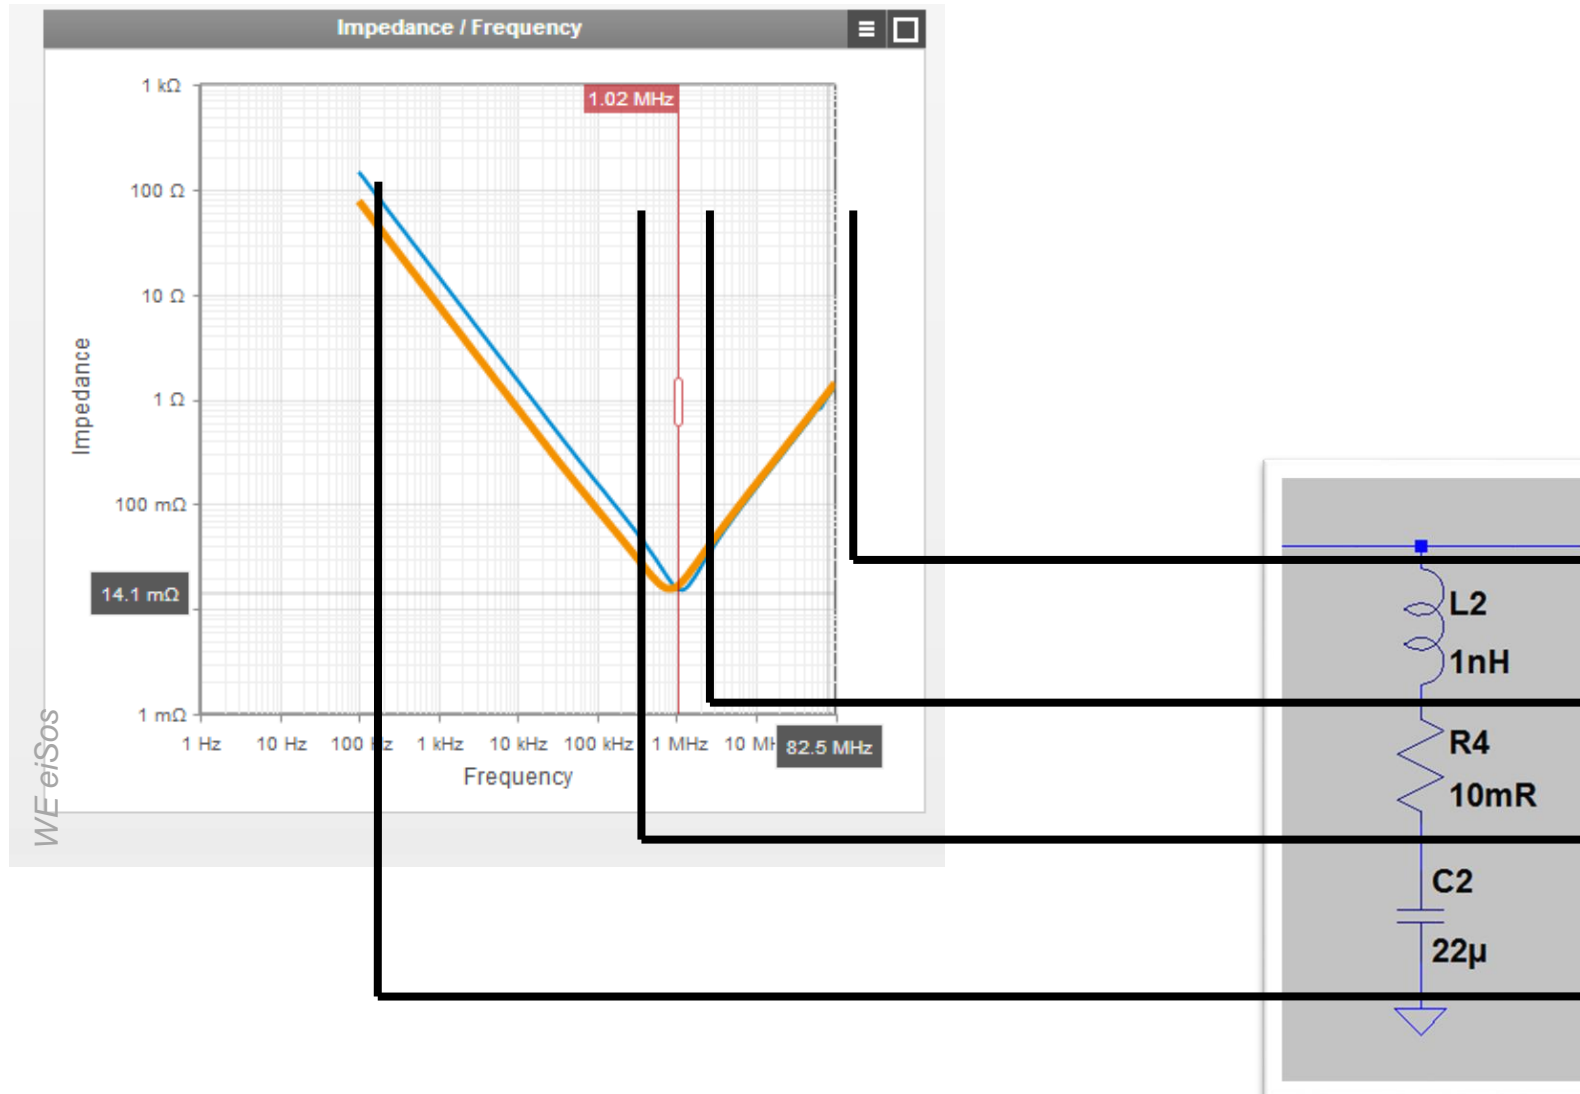 Impedance / Frequency
1 kΩ
1.02 MHz
100 Ω
10 Ω
1 Ω
100 mΩ
14.1 mΩ
1 mΩ
Impedance
1 Hz 10 Hz 100 Hz 1 kHz 10 kHz 100 kHz 1 MHz 10 MH 82.5 MHz
Frequency
WE eiSos
L2
1nH
R4
10mR
C2
22µ